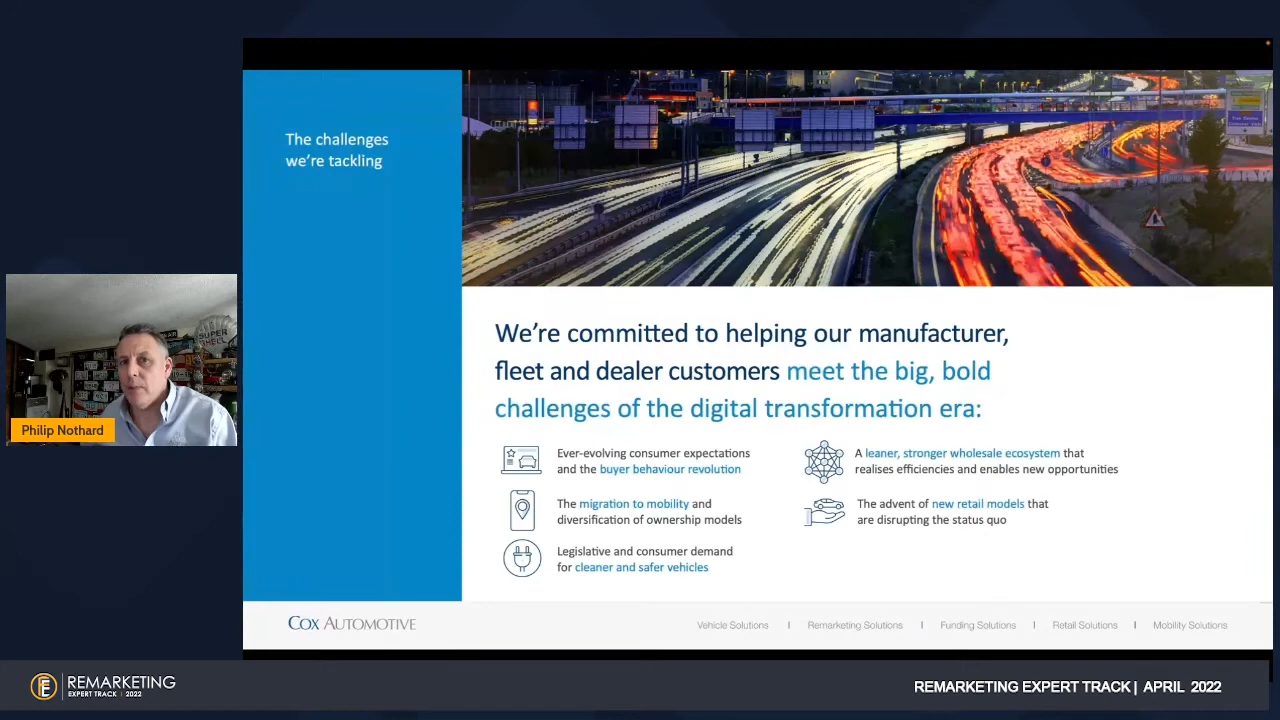 The challenges
we're tackling
SUPER
SHELL
Philip Nothard
We're committed to helping our manufacturer,
fleet and dealer customers meet the big, bold
challenges of the digital transformation era:
Ever-evolving consumer expectations
and the buyer behaviour revolution
The migration to mobility and
diversification of ownership models
Legislative and consumer demand
for cleaner and safer vehicles
A leaner, stronger wholesale ecosystem that
realises efficiencies and enables new opportunities
The advent of new retail models that
are disrupting the status quo
COX AUTOMOTIVE
Vehicle Solutions | Remarketing Solutions | Funding Solutions | Retail Solutions | Mobility Solutions
REMARKETING
EXPERT TRACK | 2022
REMARKETING EXPERT TRACK | APRIL 2022